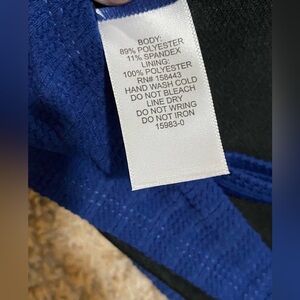 BODY:
89% POLYESTER
11% SPANDEX
LINING:
100% POLYESTER
RN# 158443
HAND WASH COLD
DO NOT BLEACH
LINE DRY
DO NOT WRING
DO NOT IRON
15983-0